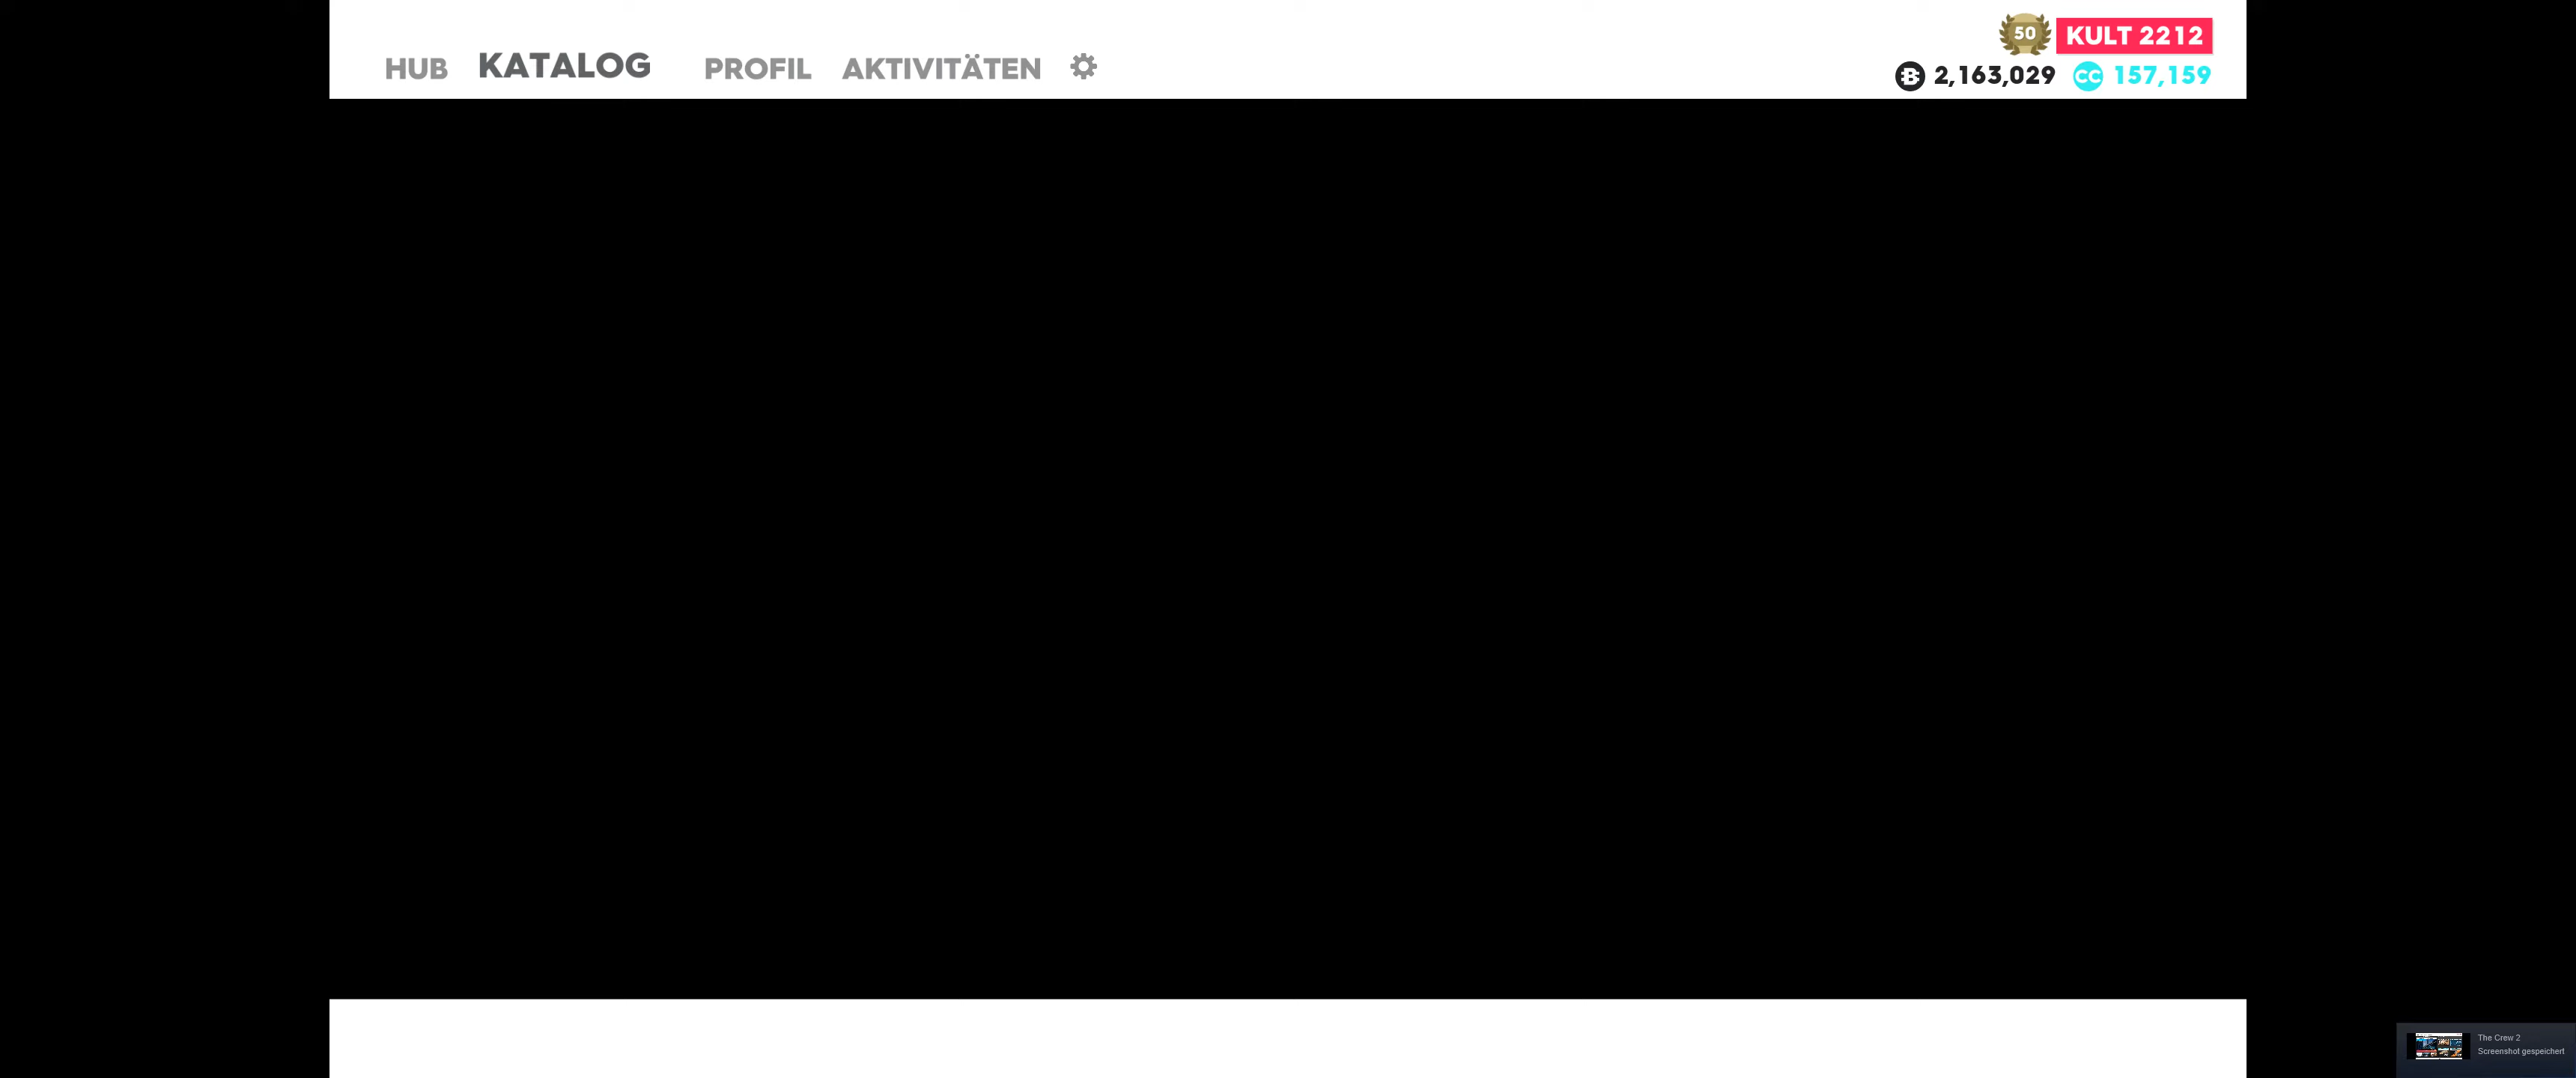 50 KULT 2212
HUB KATALOG PROFIL AKTIVITÄTEN
2,163,029 CC 157,159
The Crew 2
Screenshot gespeichert